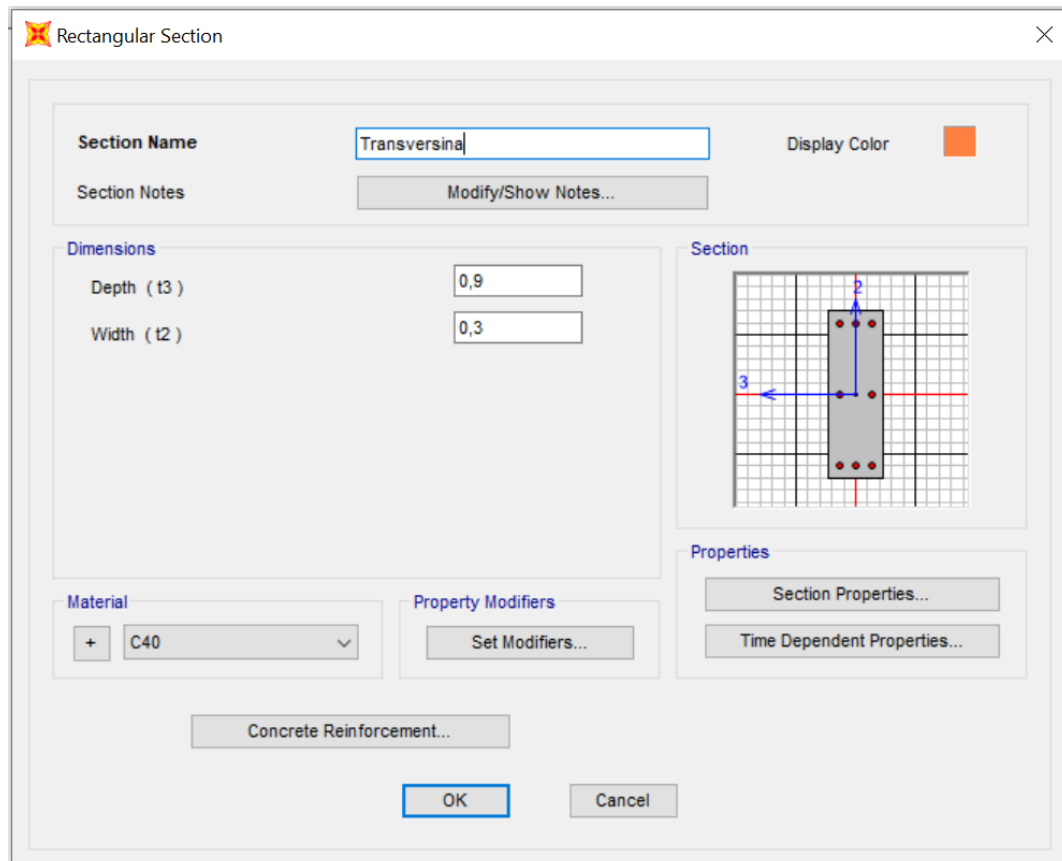 Rectangular Section
Section Name
Transversina
Display Color
Section Notes
Modify/Show Notes...
Dimensions
Depth ( t3 )
0,9
Width ( t2 )
0,3
Section
2
3
Properties
Section Properties...
Time Dependent Properties...
Material
+
C40
Property Modifiers
Set Modifiers...
Concrete Reinforcement...
OK
Cancel